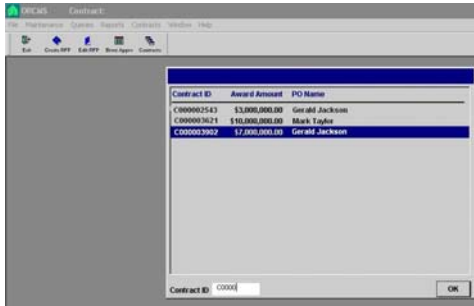 ORCAS Contract:
File Maintenance Queries Reports Contracts Window Help
Exit Create RFP Edit RFP Contracts
Contract ID Award Amount PO Name
C000002543 $3,000,000.00 Gerald Jackson
C000003621 $10,000,000.00 Mark Taylor
C000003902 $7,000,000.00 Gerald Jackson
Contract ID C0000 OK